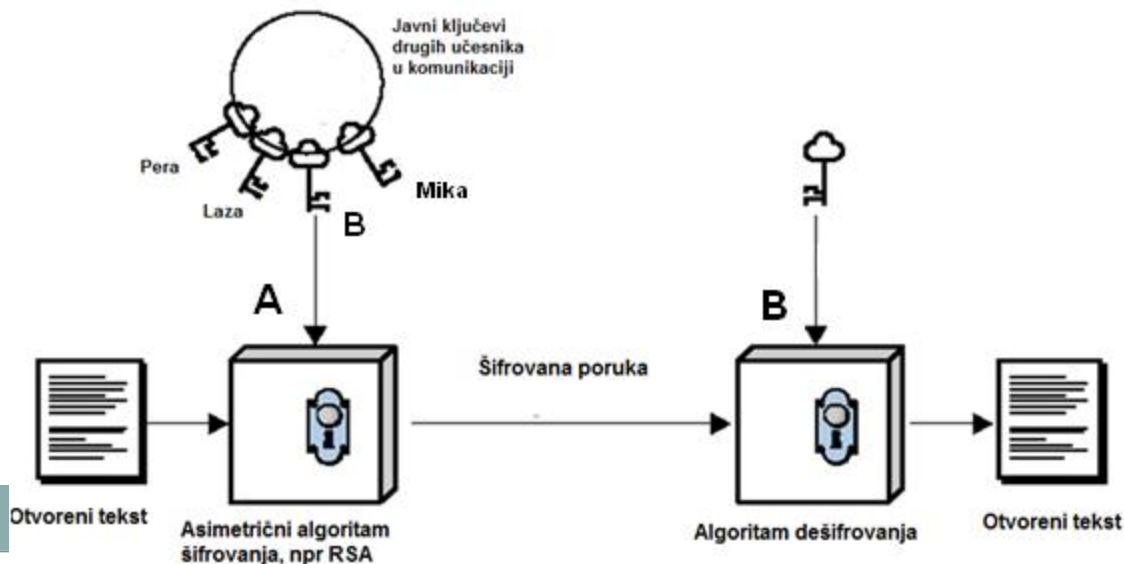 Javni ključevi
drugih učesnika
u komunikaciji
Pera
Laza
B
Mika
A
B
Šifrovana poruka
Otvoreni tekst
Asimetrični algoritam
šifrovanja, npr RSA
Algoritam dešifrovanja
Otvoreni tekst